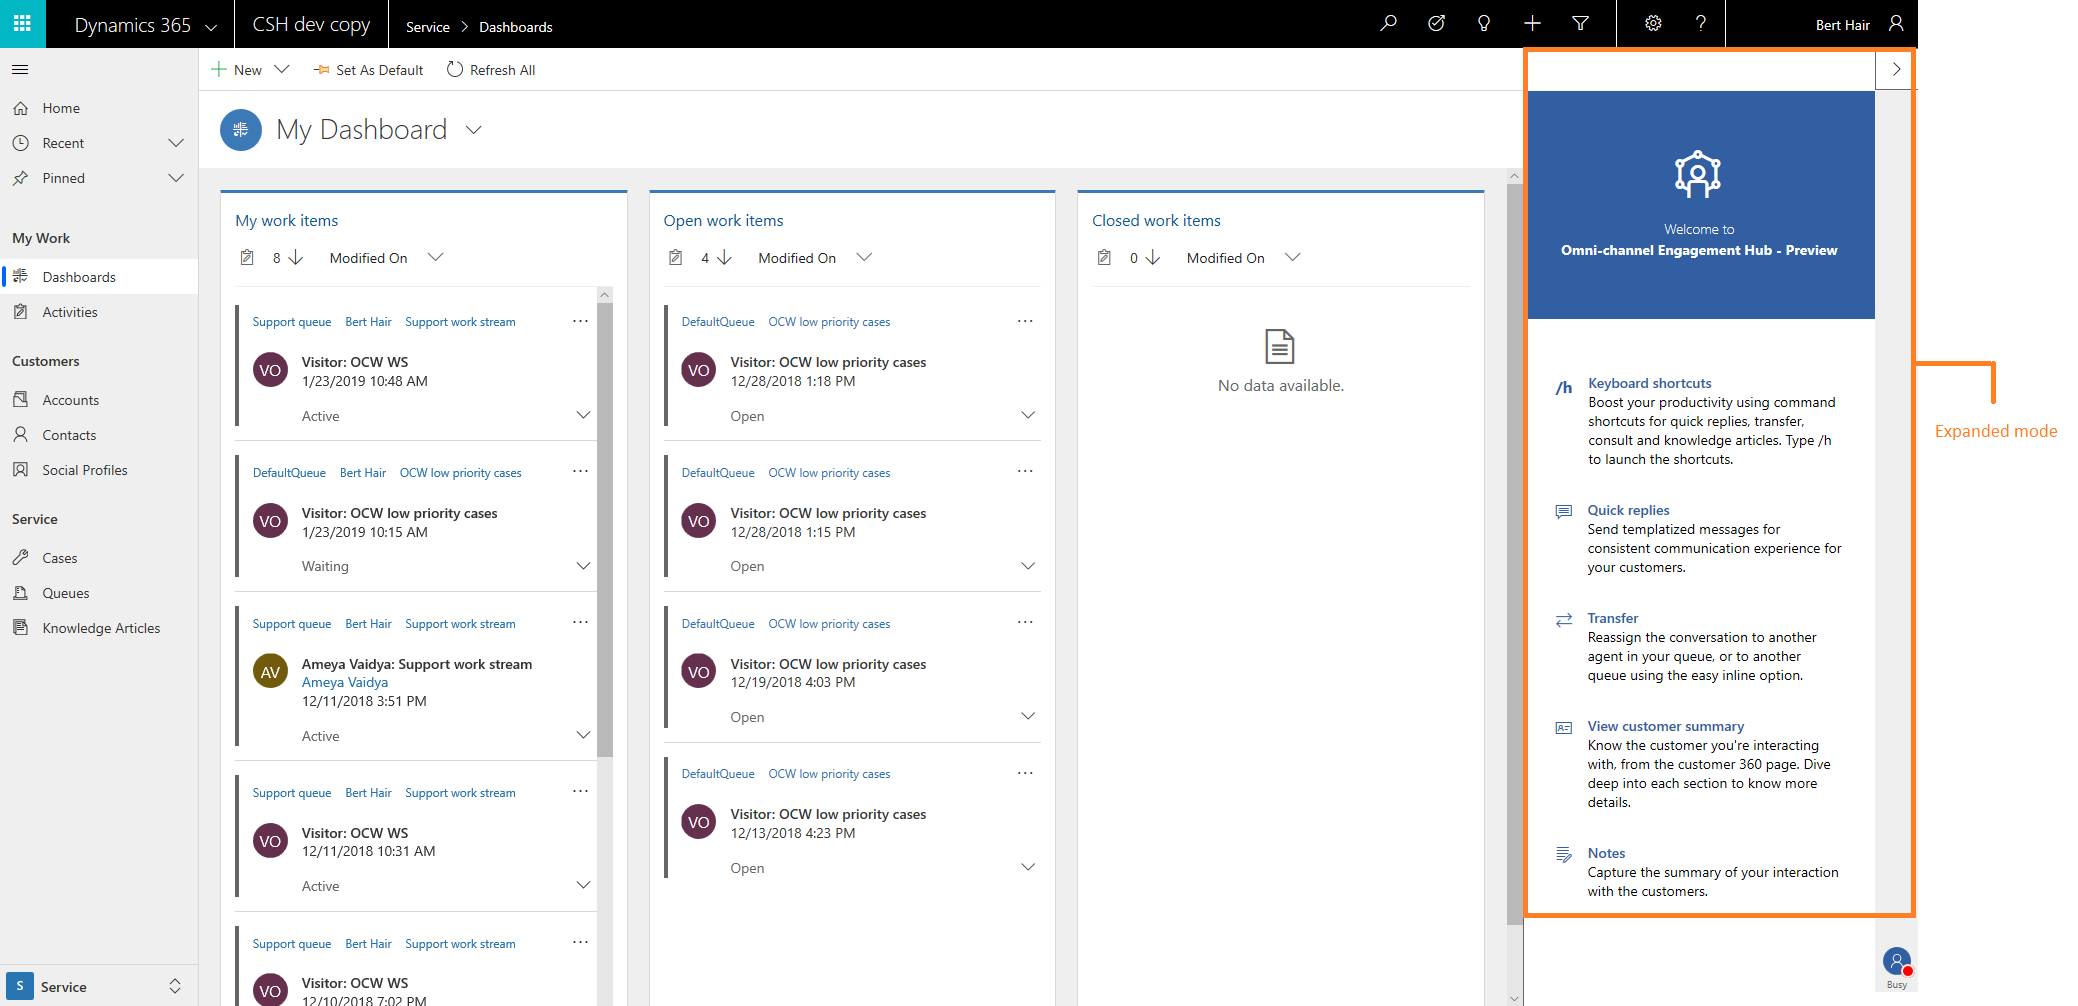 Dynamics 365
CSH dev copy
Service > Dashboards
Bert Hair
New
Set As Default
Refresh All
Home
Recent
Pinned
My Work
Dashboards
Activities
Customers
Accounts
Contacts
Social Profiles
Service
Cases
Queues
Knowledge Articles
S Service
My Dashboard
My work items
8 Modified On
Support queue Bert Hair Support work stream ...
VO
Visitor: OCW WS
1/23/2019 10:48 AM
Active
DefaultQueue Bert Hair OCW low priority cases ...
VO
Visitor: OCW low priority cases
1/23/2019 10:15 AM
Waiting
Support queue Bert Hair Support work stream ...
AV
Ameya Vaidya: Support work stream
Ameya Vaidya
12/11/2018 3:51 PM
Active
Support queue Bert Hair Support work stream ...
VO
Visitor: OCW WS
12/11/2018 10:31 AM
Active
Support queue Bert Hair Support work stream ...
VO
Visitor: OCW WS
12/10/2018 7:02 PM
Open work items
4 Modified On
DefaultQueue OCW low priority cases ...
VO
Visitor: OCW low priority cases
12/28/2018 1:18 PM
Open
DefaultQueue OCW low priority cases ...
VO
Visitor: OCW low priority cases
12/28/2018 1:15 PM
Open
DefaultQueue OCW low priority cases ...
VO
Visitor: OCW low priority cases
12/19/2018 4:03 PM
Open
DefaultQueue OCW low priority cases ...
VO
Visitor: OCW low priority cases
12/13/2018 4:23 PM
Open
Closed work items
0 Modified On
No data available.
Welcome to
Omni-channel Engagement Hub - Preview
/h Keyboard shortcuts
Boost your productivity using command
shortcuts for quick replies, transfer,
consult and knowledge articles. Type /h
to launch the shortcuts.
Quick replies
Send templatized messages for
consistent communication experience for
your customers.
Transfer
Reassign the conversation to another
agent in your queue, or to another
queue using the easy inline option.
View customer summary
Know the customer you're interacting
with, from the customer 360 page. Dive
deep into each section to know more
details.
Notes
Capture the summary of your interaction
with the customers.
Busy
Expanded mode